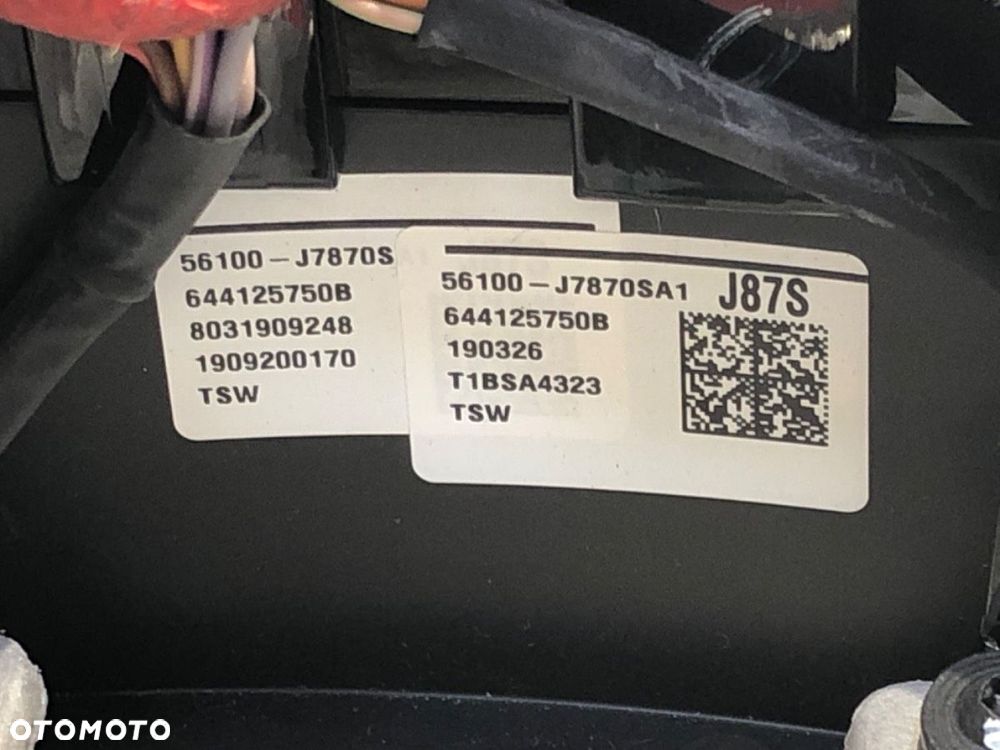 56100-J7870S
644125750B
8031909248
1909200170
TSW
56100-J7870SA1
J87S
644125750B
190326
T1BSA4323
TSW
OTOMOTO